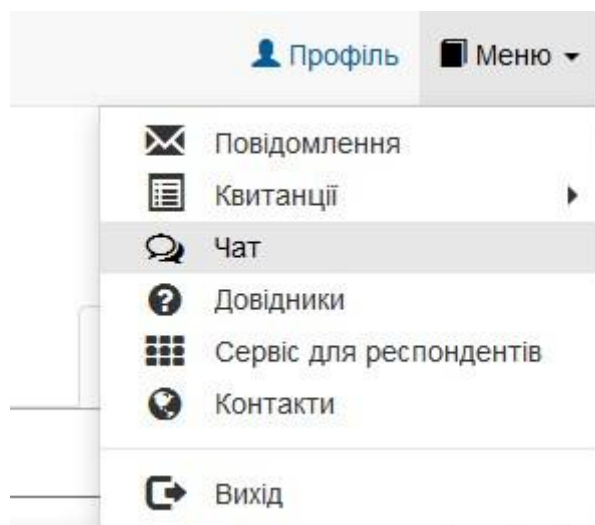 Профіль Меню
Повідомлення
Квитанції
Чат
Довідники
Сервіс для респондентів
Контакти
Вихід